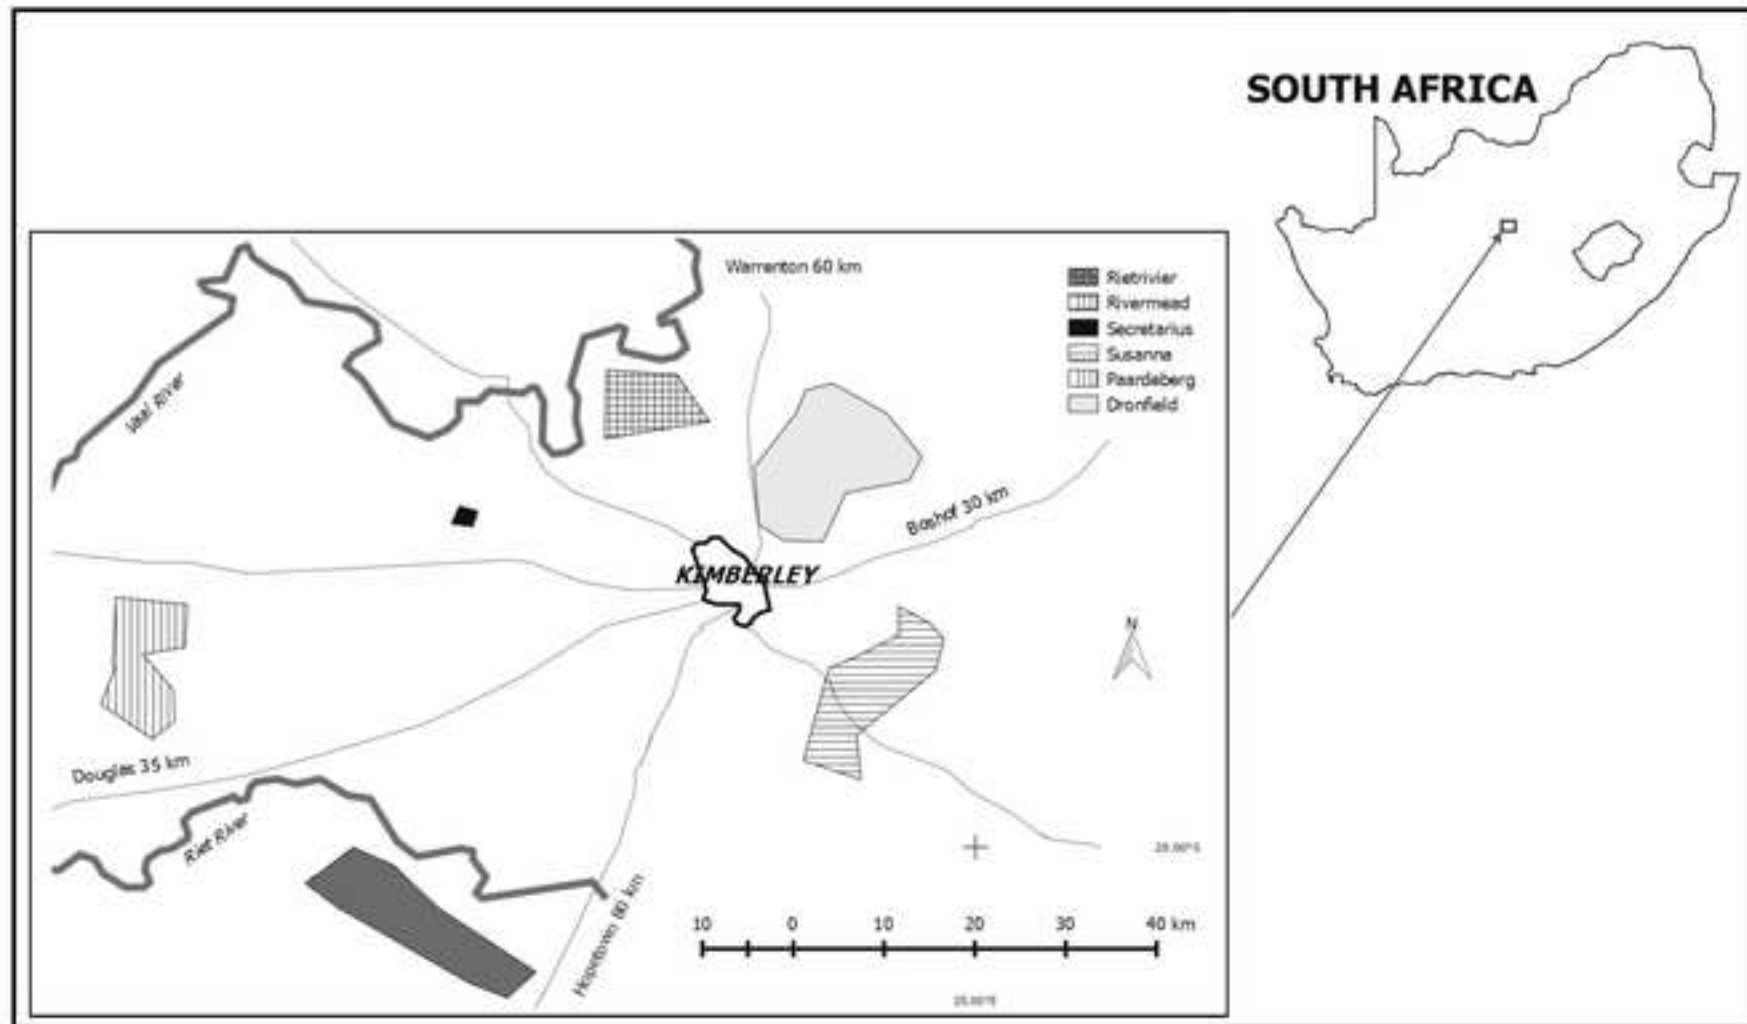 SOUTH AFRICA
Warrenton 60 km
Rietrivier
Rivermead
Secretarius
Susanna
Paardeberg
Dronfield
Vaal River
Boshof 30 km
KIMBERLEY
N
Douglas 35 km
Riet River
Hopetown 80 km
10 0 10 20 30 40 km